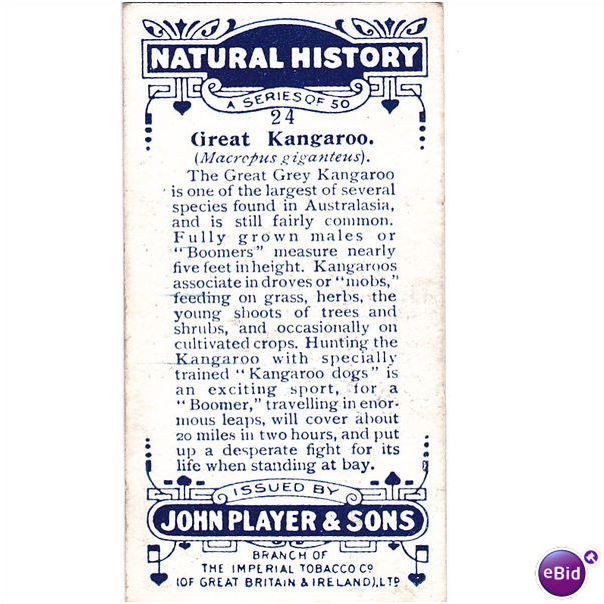 NATURAL HISTORY
A SERIES OF 50
24
Great Kangaroo.
(Macropus giganteus).
The Great Grey Kangaroo
is one of the largest of several
species found in Australasia,
and is still fairly common.
Fully grown males or
"Boomers" measure nearly
five feet in height. Kangaroos
associate in droves or "mobs,"
feeding on grass, herbs, the
young shoots of trees and
shrubs, and occasionally on
cultivated crops. Hunting the
Kangaroo with specially
trained "Kangaroo dogs" is
an exciting sport, for a
"Boomer," travelling in enor-
mous leaps, will cover about
20 miles in two hours, and put
up a desperate fight for its
life when standing at bay.
ISSUED BY
JOHN PLAYER & SONS
BRANCH OF
THE IMPERIAL TOBACCO Co
(OF GREAT BRITAIN & IRELAND), LTD
eBid